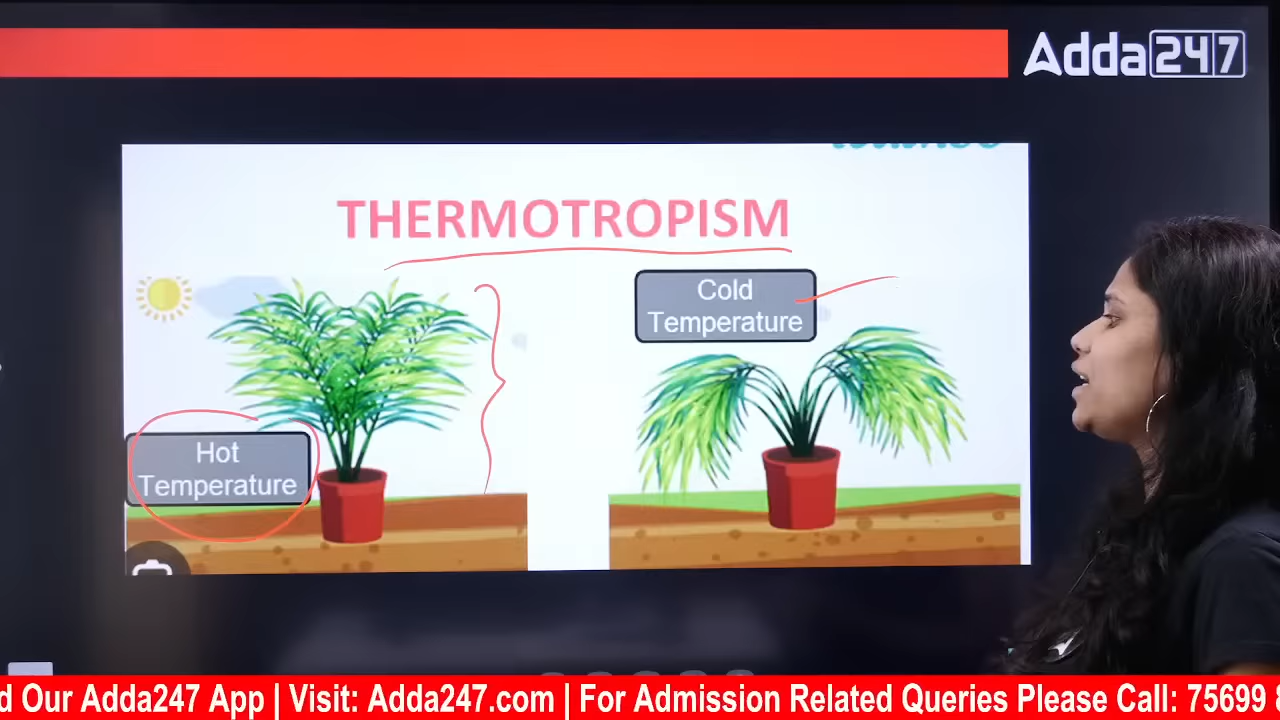 Adda247
THERMOTROPISM
Cold
Temperature
Hot
Temperature
d Our Adda247 App | Visit: Adda247.com | For Admission Related Queries Please Call: 75699